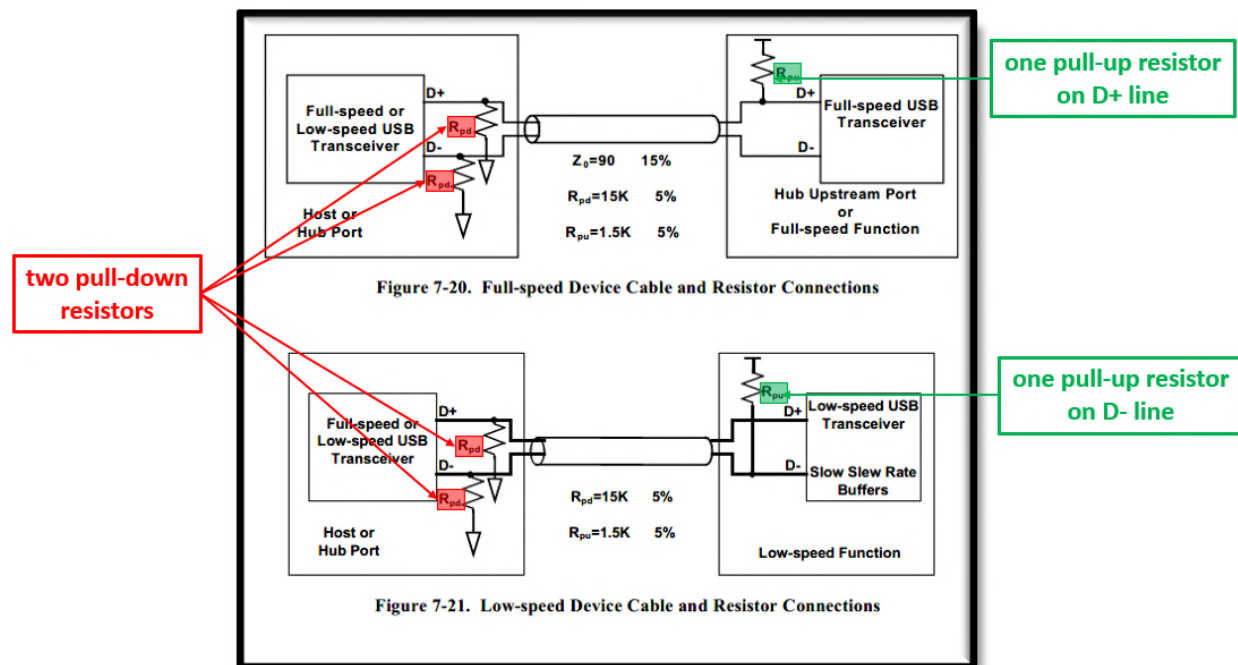 one pull-up resistor
on D+ line
two pull-down
resistors
one pull-up resistor
on D- line
Full-speed or
Low-speed USB
Transceiver
D+
D-
Rpd
Rpd
Host or
Hub Port
Z0=90 15%
Rpd=15K 5%
Rpu=1.5K 5%
Rpu
D+
D-
Full-speed USB
Transceiver
Hub Upstream Port
or
Full-speed Function
Figure 7-20. Full-speed Device Cable and Resistor Connections
Full-speed or
Low-speed USB
Transceiver
D+
D-
Rpd
Rpd
Host or
Hub Port
Rpd=15K 5%
Rpu=1.5K 5%
Rpu
D+
D-
Low-speed USB
Transceiver
Slow Slew Rate
Buffers
Low-speed Function
Figure 7-21. Low-speed Device Cable and Resistor Connections